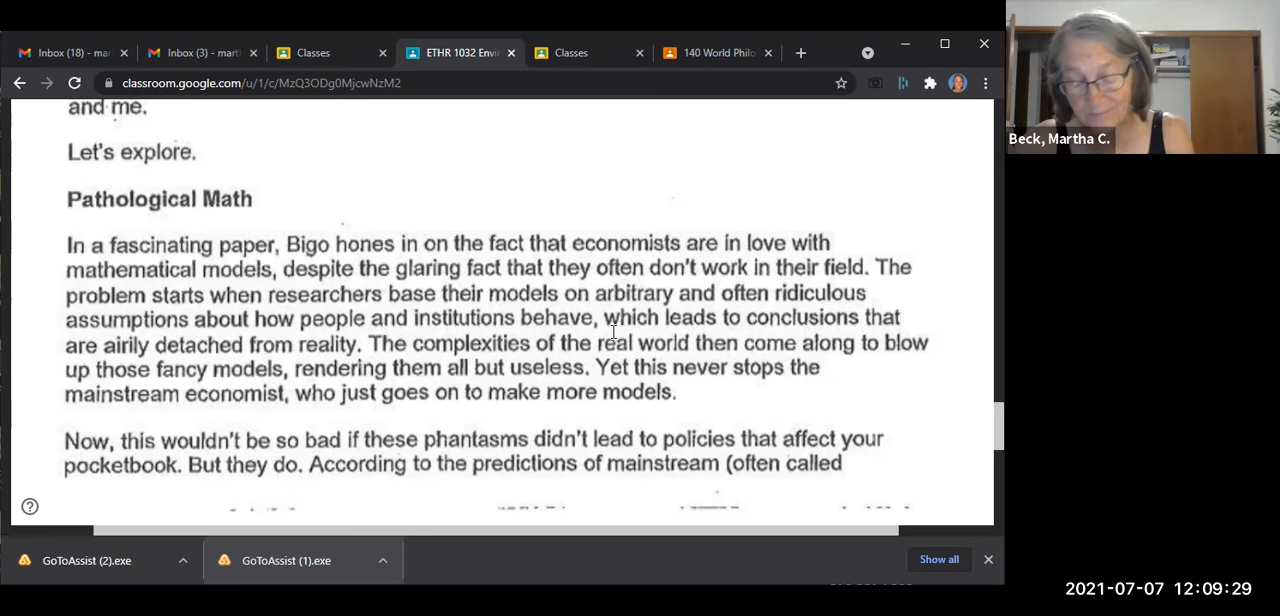 Inbox (18) - mar
Inbox (3) - mart
Classes
ETHR 1032 Envi
Classes
140 World Philo
classroom.google.com/u/1/c/MzQ3ODg0MjcwNzM2
Beck, Martha C.
and me.
Let's explore.
Pathological Math
In a fascinating paper, Bigo hones in on the fact that economists are in love with
mathematical models, despite the glaring fact that they often don't work in their field. The
problem starts when researchers base their models on arbitrary and often ridiculous
assumptions about how people and institutions behave, which leads to conclusions that
are airily detached from reality. The complexities of the real world then come along to blow
up those fancy models, rendering them all but useless. Yet this never stops the
mainstream economist, who just goes on to make more models.
Now, this wouldn't be so bad if these phantasms didn't lead to policies that affect your
pocketbook. But they do. According to the predictions of mainstream (often called
GoToAssist (2).exe
GoToAssist (1).exe
Show all
2021-07-07 12:09:29